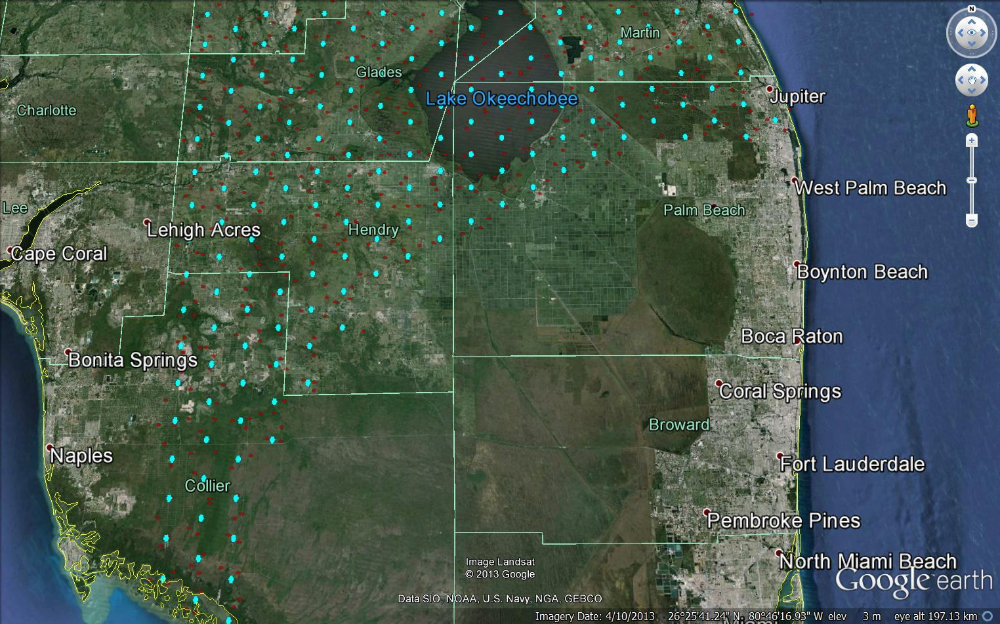 N
Martin
Glades
Jupiter
Lake Okeechobee
Charlotte
West Palm Beach
Lee
Palm Beach
Lehigh Acres
Hendry
Cape Coral
Boynton Beach
Boca Raton
Bonita Springs
Coral Springs
Broward
Naples
Fort Lauderdale
Collier
Pembroke Pines
Image Landsat
© 2013 Google
North Miami Beach
Google earth
Data SIO, NOAA, U.S. Navy, NGA, GEBCO
Miami
Imagery Date: 4/10/2013 26°25'41.24" N 80°46'16.93" W elev 3 m eye alt 197.13 km